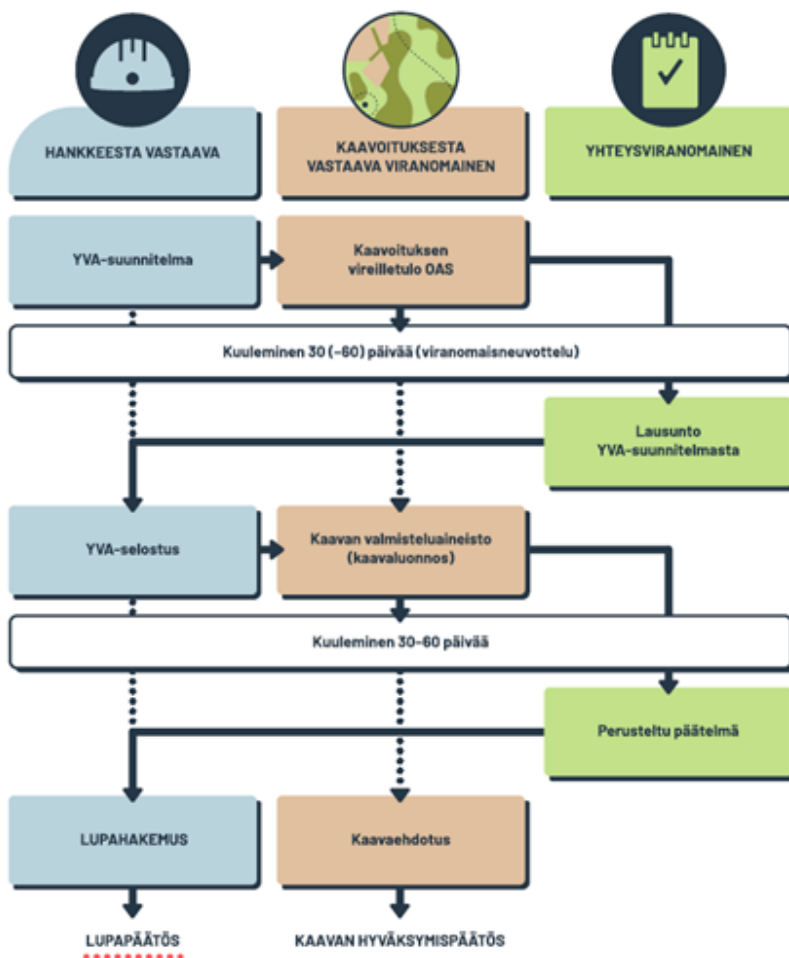 HANKKEESTA VASTAAVA
KAAVOITUKSESTA
VASTAAVA VIRANOMAINEN
YHTEYSVIRANOMAINEN
YVA-suunnitelma
Kaavoituksen
vireilletulo OAS
Kuuleminen 30 (-60) päivää (viranomaisneuvottelu)
Lausunto
YVA-suunnitelmasta
YVA-selostus
Kaavan valmisteluaineisto
(kaavaluonnos)
Kuuleminen 30-60 päivää
Perusteltu päätelmä
LUPAHAKEMUS
Kaavaehdotus
LUPAPÄÄTÖS
KAAVAN HYVÄKSYMISPÄÄTÖS